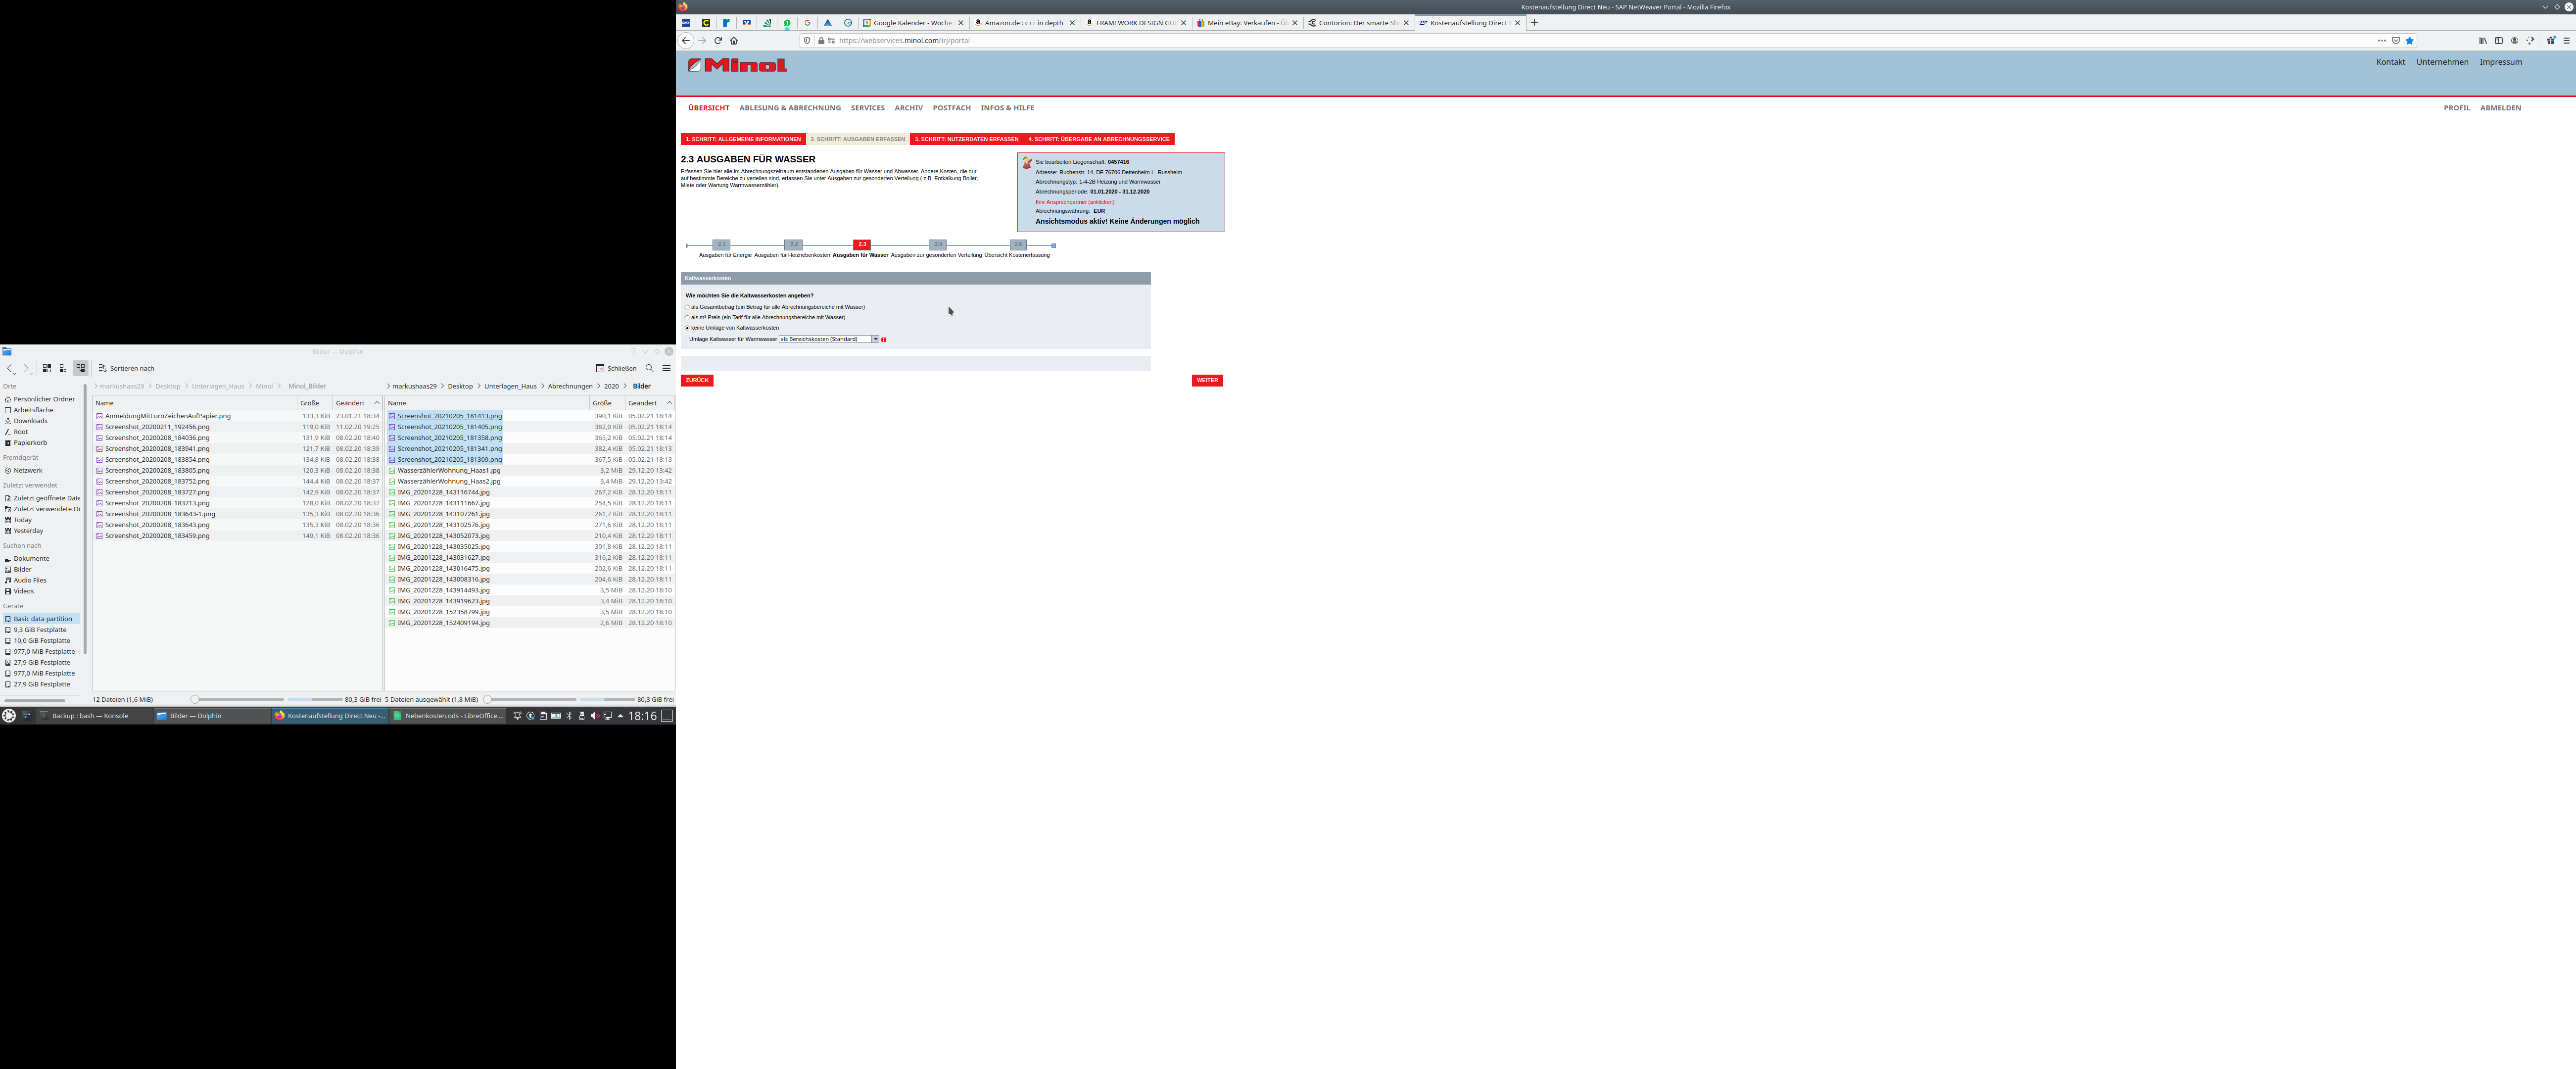 Kostenaufstellung Direct Neu - SAP NetWeaver Portal - Mozilla Firefox
Google Kalender - Woche
Amazon.de : c++ in depth
FRAMEWORK DESIGN GU
Mein eBay: Verkaufen - Üb
Contorion: Der smarte Sh
Kostenaufstellung Direct
https://webservices.minol.com/irj/portal
Minol
Kontakt Unternehmen Impressum
ÜBERSICHT ABLESUNG & ABRECHNUNG SERVICES ARCHIV POSTFACH INFOS & HILFE
PROFIL ABMELDEN
1. SCHRITT: ALLGEMEINE INFORMATIONEN 2. SCHRITT: AUSGABEN ERFASSEN 3. SCHRITT: NUTZERDATEN ERFASSEN 4. SCHRITT: ÜBERGABE AN ABRECHNUNGSSERVICE
2.3 AUSGABEN FÜR WASSER
Erfassen Sie hier alle im Abrechnungszeitraum entstandenen Ausgaben für Wasser und Abwasser. Andere Kosten, die nur
auf bestimmte Bereiche zu verteilen sind, erfassen Sie unter Ausgaben zur gesonderten Verteilung ( z.B. Entkalkung Boiler,
Miete oder Wartung Warmwasserzähler).
Sie bearbeiten Liegenschaft: 0457416
Adresse: Ruchenstr. 14, DE 76706 Dettenheim-L.-Russheim
Abrechnungstyp: 1-4-2B Heizung und Warmwasser
Abrechnungsperiode: 01.01.2020 - 31.12.2020
Ihre Ansprechpartner (anklicken)
Abrechnungswährung: EUR
Ansichtsmodus aktiv! Keine Änderungen möglich
2.1 2.2 2.3 2.4
Ausgaben für Energie Ausgaben für Heiznebenkosten Ausgaben für Wasser Ausgaben zur gesonderten Verteilung Übersicht Kostenerfassung
Kaltwasserkosten
Wie möchten Sie die Kaltwasserkosten angeben?
als Gesamtbetrag (ein Betrag für alle Abrechnungsbereiche mit Wasser)
als m³-Preis (ein Tarif für alle Abrechnungsbereiche mit Wasser)
keine Umlage von Kaltwasserkosten
Umlage Kaltwasser für Warmwasser als Bereichskosten (Standard)
ZURÜCK
WEITER
Bilder — Dolphin
Sortieren nach
Schließen
Orte
Persönlicher Ordner
Arbeitsfläche
Downloads
Root
Papierkorb
Fremdgerät
Netzwerk
Zuletzt verwendet
Zuletzt geöffnete Date
Zuletzt verwendete Or
Today
Yesterday
Suchen nach
Dokumente
Bilder
Audio Files
Videos
Geräte
Basic data partition
9,3 GiB Festplatte
10,0 GiB Festplatte
977,0 MiB Festplatte
27,9 GiB Festplatte
977,0 MiB Festplatte
27,9 GiB Festplatte
markushaas29 Desktop Unterlagen_Haus Minol Minol_Bilder
Name Größe Geändert
AnmeldungMitEuroZeichenAufPapier.png 133,3 KiB 23.01.21 18:34
Screenshot_20200211_192456.png 119,0 KiB 11.02.20 19:25
Screenshot_20200208_184036.png 131,9 KiB 08.02.20 18:40
Screenshot_20200208_183941.png 121,7 KiB 08.02.20 18:39
Screenshot_20200208_183854.png 134,8 KiB 08.02.20 18:38
Screenshot_20200208_183805.png 120,3 KiB 08.02.20 18:38
Screenshot_20200208_183752.png 144,4 KiB 08.02.20 18:37
Screenshot_20200208_183727.png 142,9 KiB 08.02.20 18:37
Screenshot_20200208_183713.png 128,0 KiB 08.02.20 18:37
Screenshot_20200208_183643-1.png 135,3 KiB 08.02.20 18:36
Screenshot_20200208_183643.png 135,3 KiB 08.02.20 18:36
Screenshot_20200208_183459.png 149,1 KiB 08.02.20 18:36
12 Dateien (1,6 MiB) 80,3 GiB frei
markushaas29 Desktop Unterlagen_Haus Abrechnungen 2020 Bilder
Name Größe Geändert
Screenshot_20210205_181413.png 390,1 KiB 05.02.21 18:14
Screenshot_20210205_181405.png 382,0 KiB 05.02.21 18:14
Screenshot_20210205_181358.png 365,2 KiB 05.02.21 18:14
Screenshot_20210205_181341.png 382,4 KiB 05.02.21 18:13
Screenshot_20210205_181309.png 367,5 KiB 05.02.21 18:13
WasserzählerWohnung_Haas1.jpg 3,2 MiB 29.12.20 13:42
WasserzählerWohnung_Haas2.jpg 3,4 MiB 29.12.20 13:42
IMG_20201228_143116744.jpg 267,2 KiB 28.12.20 18:11
IMG_20201228_143111667.jpg 254,5 KiB 28.12.20 18:11
IMG_20201228_143107261.jpg 261,7 KiB 28.12.20 18:11
IMG_20201228_143102576.jpg 271,6 KiB 28.12.20 18:11
IMG_20201228_143052073.jpg 210,4 KiB 28.12.20 18:11
IMG_20201228_143035025.jpg 301,8 KiB 28.12.20 18:11
IMG_20201228_143031627.jpg 316,2 KiB 28.12.20 18:11
IMG_20201228_143016475.jpg 202,6 KiB 28.12.20 18:11
IMG_20201228_143008316.jpg 204,6 KiB 28.12.20 18:11
IMG_20201228_143914493.jpg 3,5 MiB 28.12.20 18:10
IMG_20201228_143919623.jpg 3,4 MiB 28.12.20 18:10
IMG_20201228_152358799.jpg 3,5 MiB 28.12.20 18:10
IMG_20201228_152409194.jpg 2,6 MiB 28.12.20 18:10
5 Dateien ausgewählt (1,8 MiB) 80,3 GiB frei
Backup : bash — Konsole
Bilder — Dolphin
Kostenaufstellung Direct Neu -...
Nebenkosten.ods - LibreOffice ...
18:16